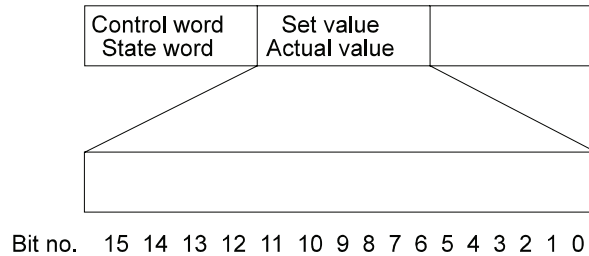 Control word Set value
State word Actual value
Bit no. 15 14 13 12 11 10 9 8 7 6 5 4 3 2 1 0